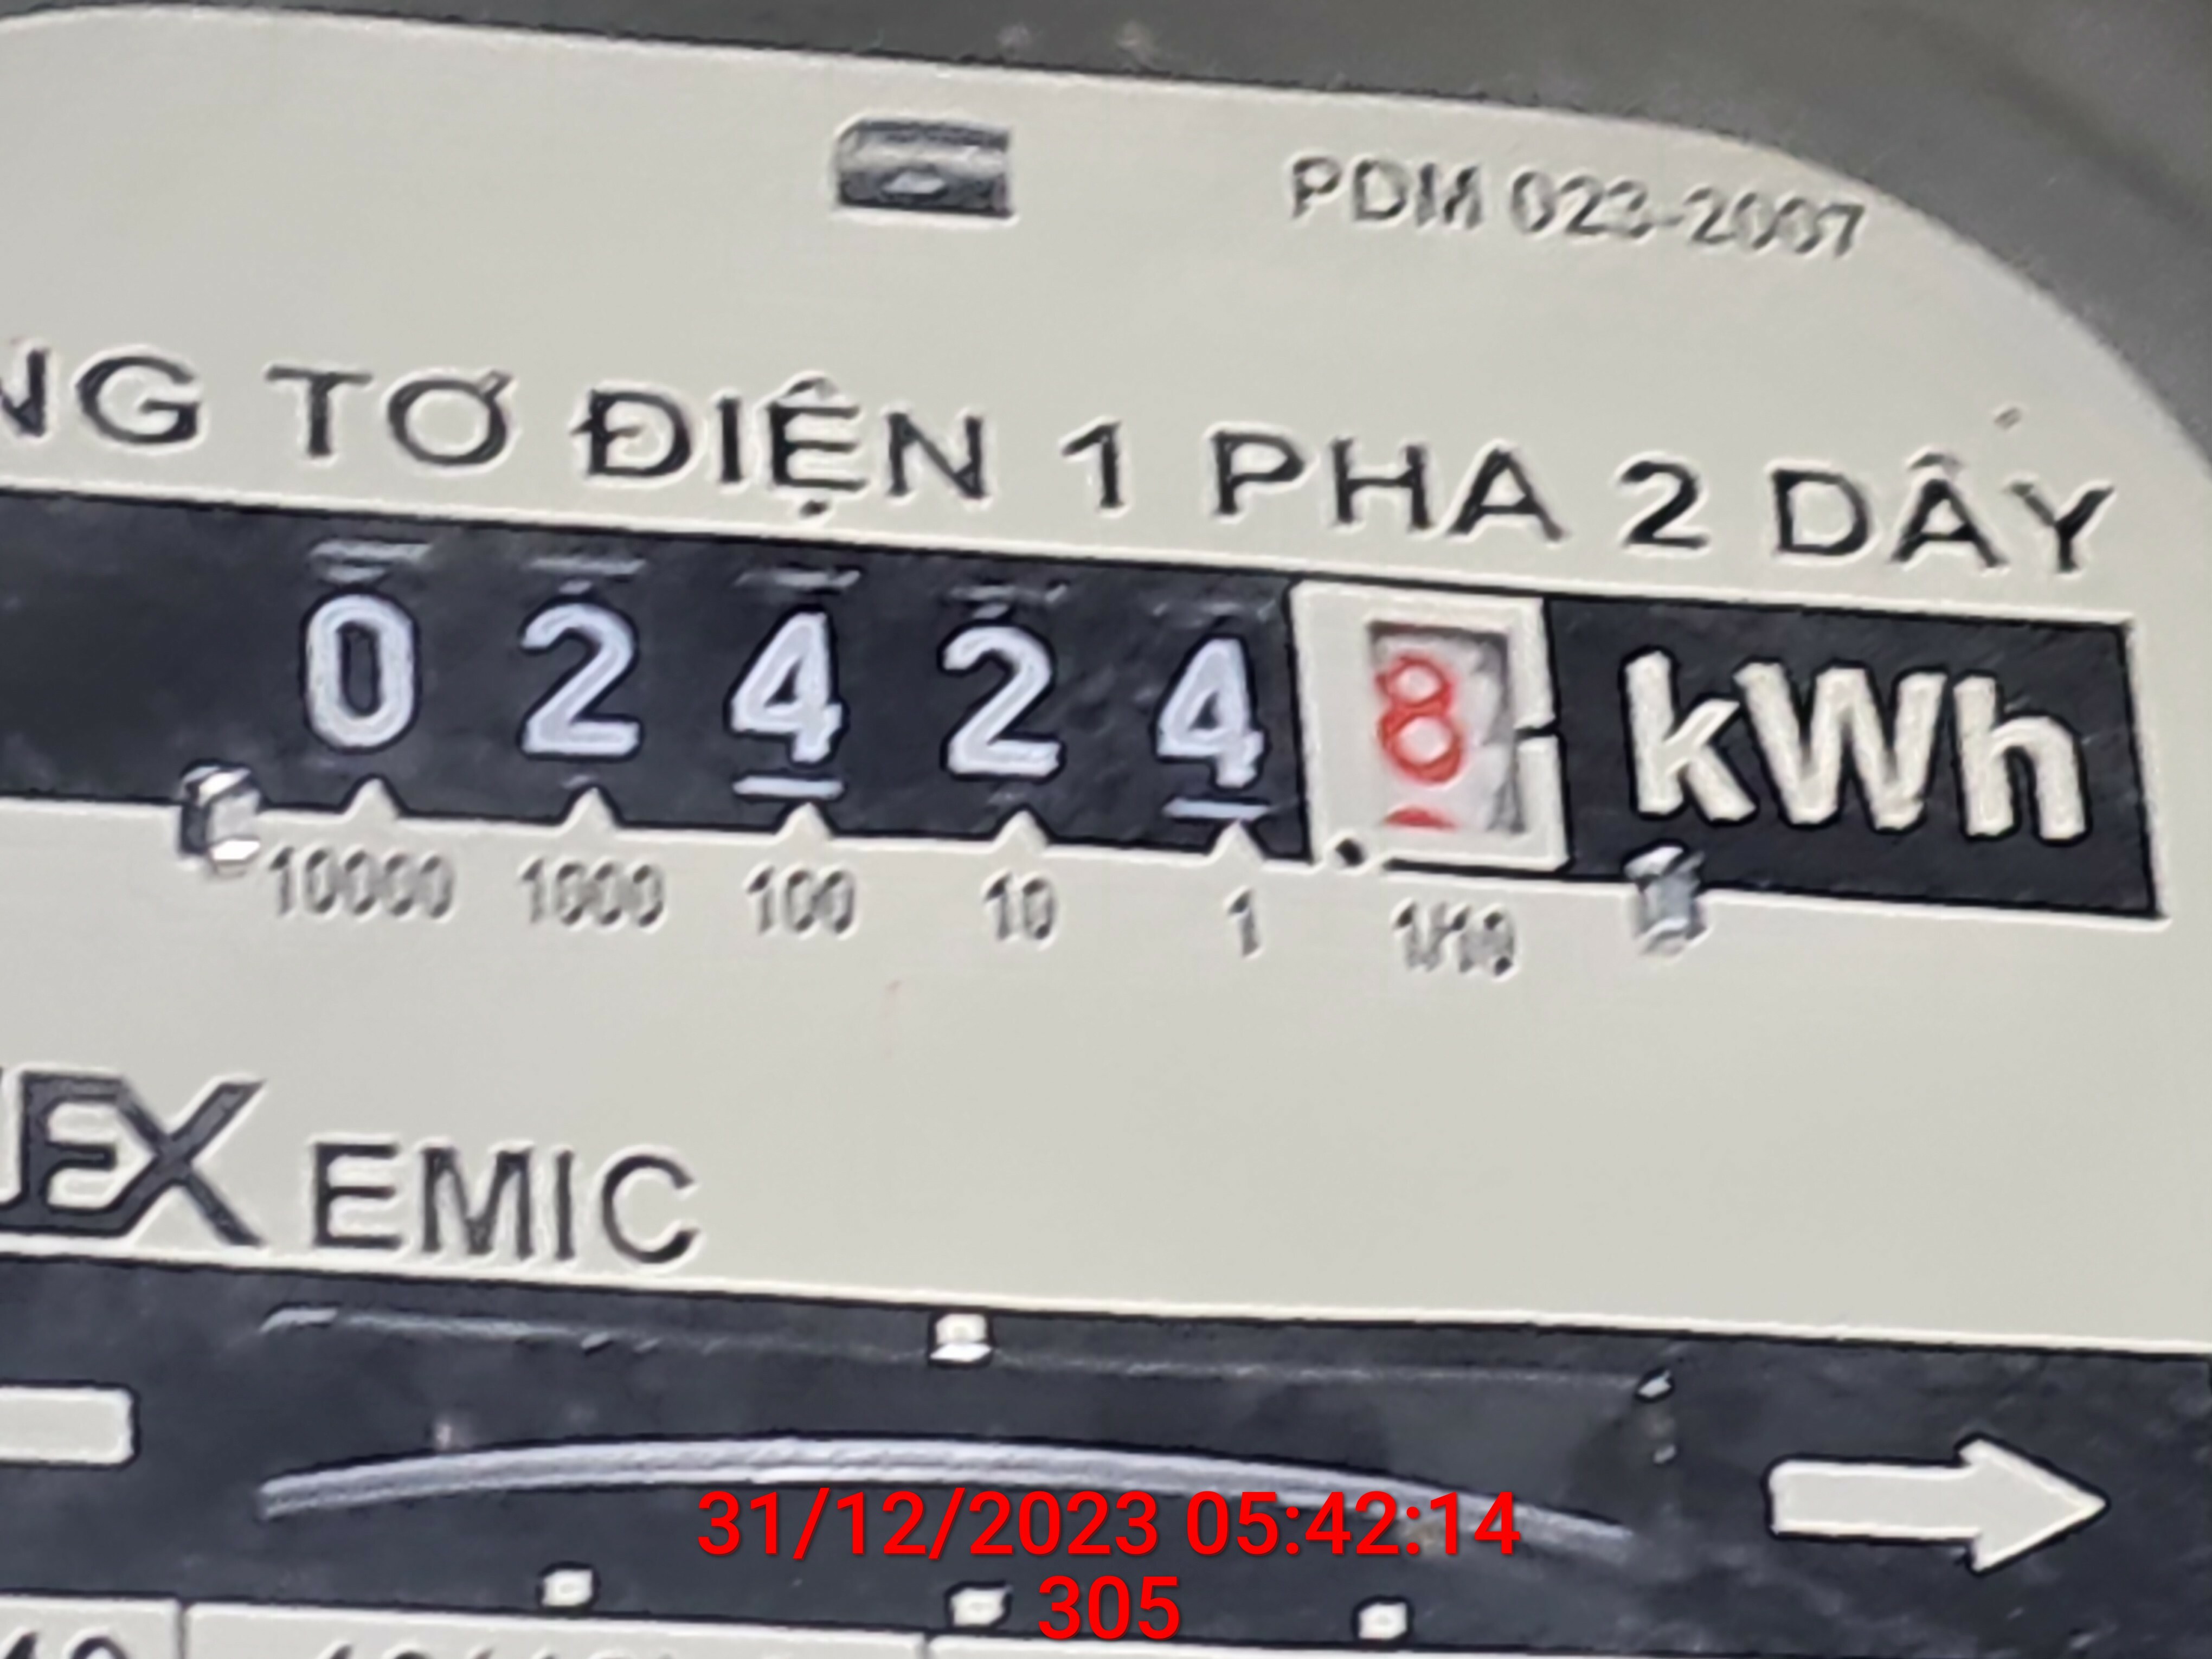 PDM 023-2007
NG TƠ ĐIỆN 1 PHA 2 DÂY
0 2 4 2 4 8 kWh
10000 1000 100 10 1 1/10
EX EMIC
31/12/2023 05:42:14
305